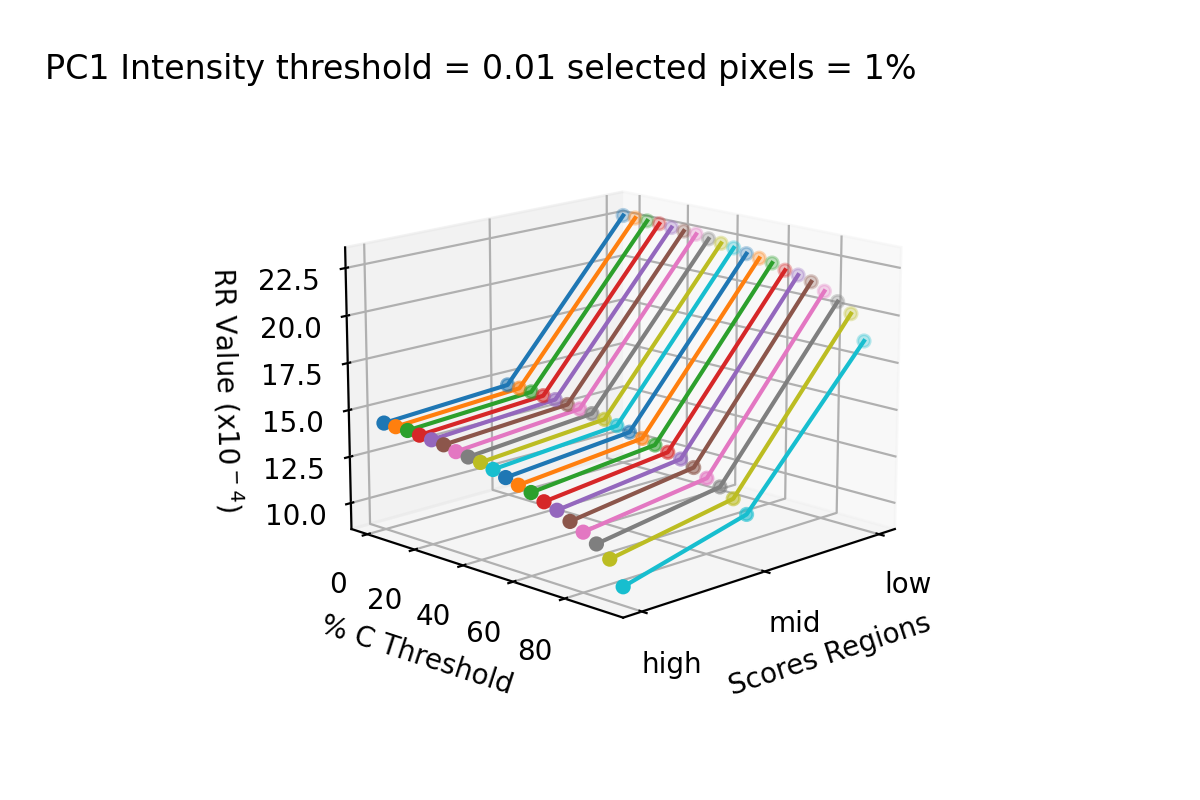 PC1 Intensity threshold = 0.01 selected pixels = 1%
RR Value (x10⁻⁴)
22.5
20.0
17.5
15.0
12.5
10.0
0
20
40
60
80
% C Threshold
high
mid
low
Scores Regions